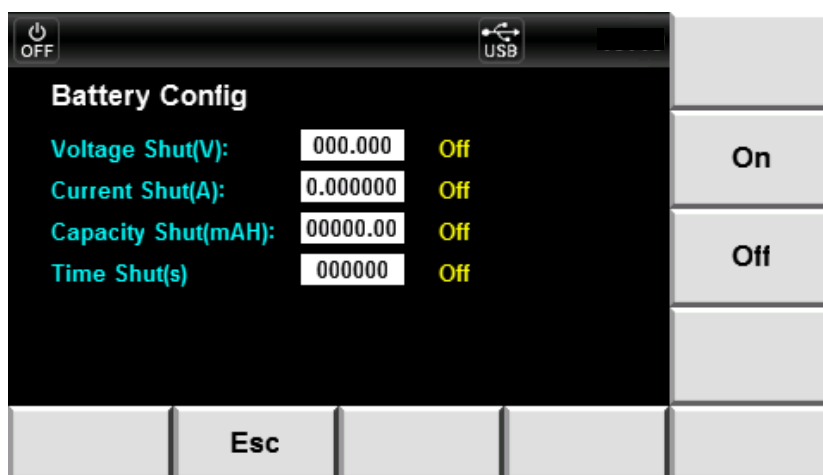 OFF
USB
Battery Config
Voltage Shut(V): 000.000 Off
On
Current Shut(A): 0.000000 Off
Capacity Shut(mAH): 00000.00 Off
Off
Time Shut(s) 000000 Off
Esc